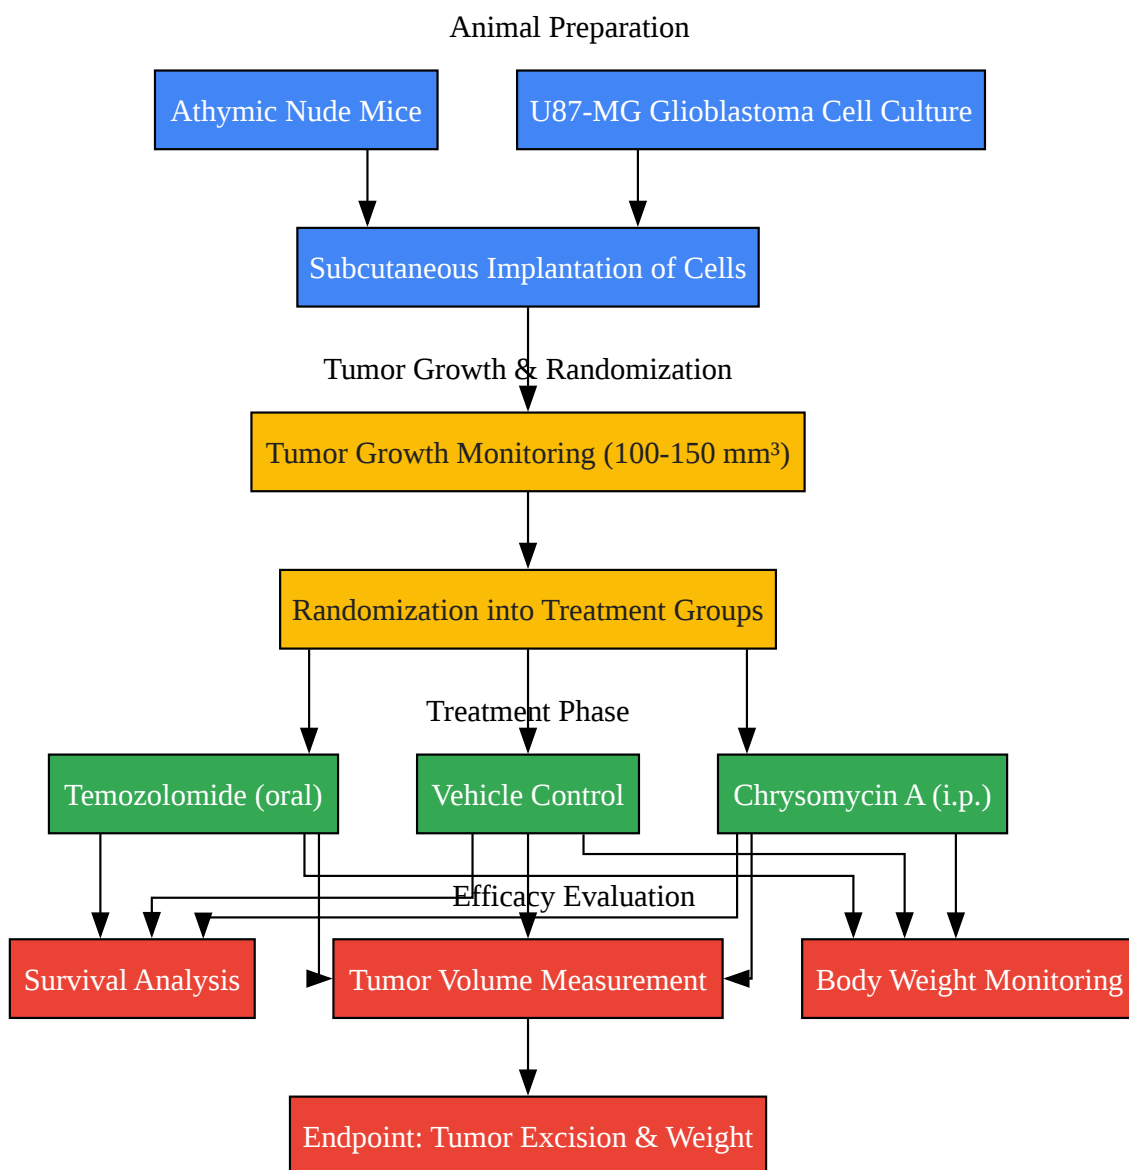 Animal Preparation
Athymic Nude Mice
U87-MG Glioblastoma Cell Culture
Subcutaneous Implantation of Cells
Tumor Growth & Randomization
Tumor Growth Monitoring (100-150 mm³)
Randomization into Treatment Groups
Treatment Phase
Temozolomide (oral)
Vehicle Control
Chrysomycin A (i.p.)
Efficacy Evaluation
Survival Analysis
Tumor Volume Measurement
Body Weight Monitoring
Endpoint: Tumor Excision & Weight